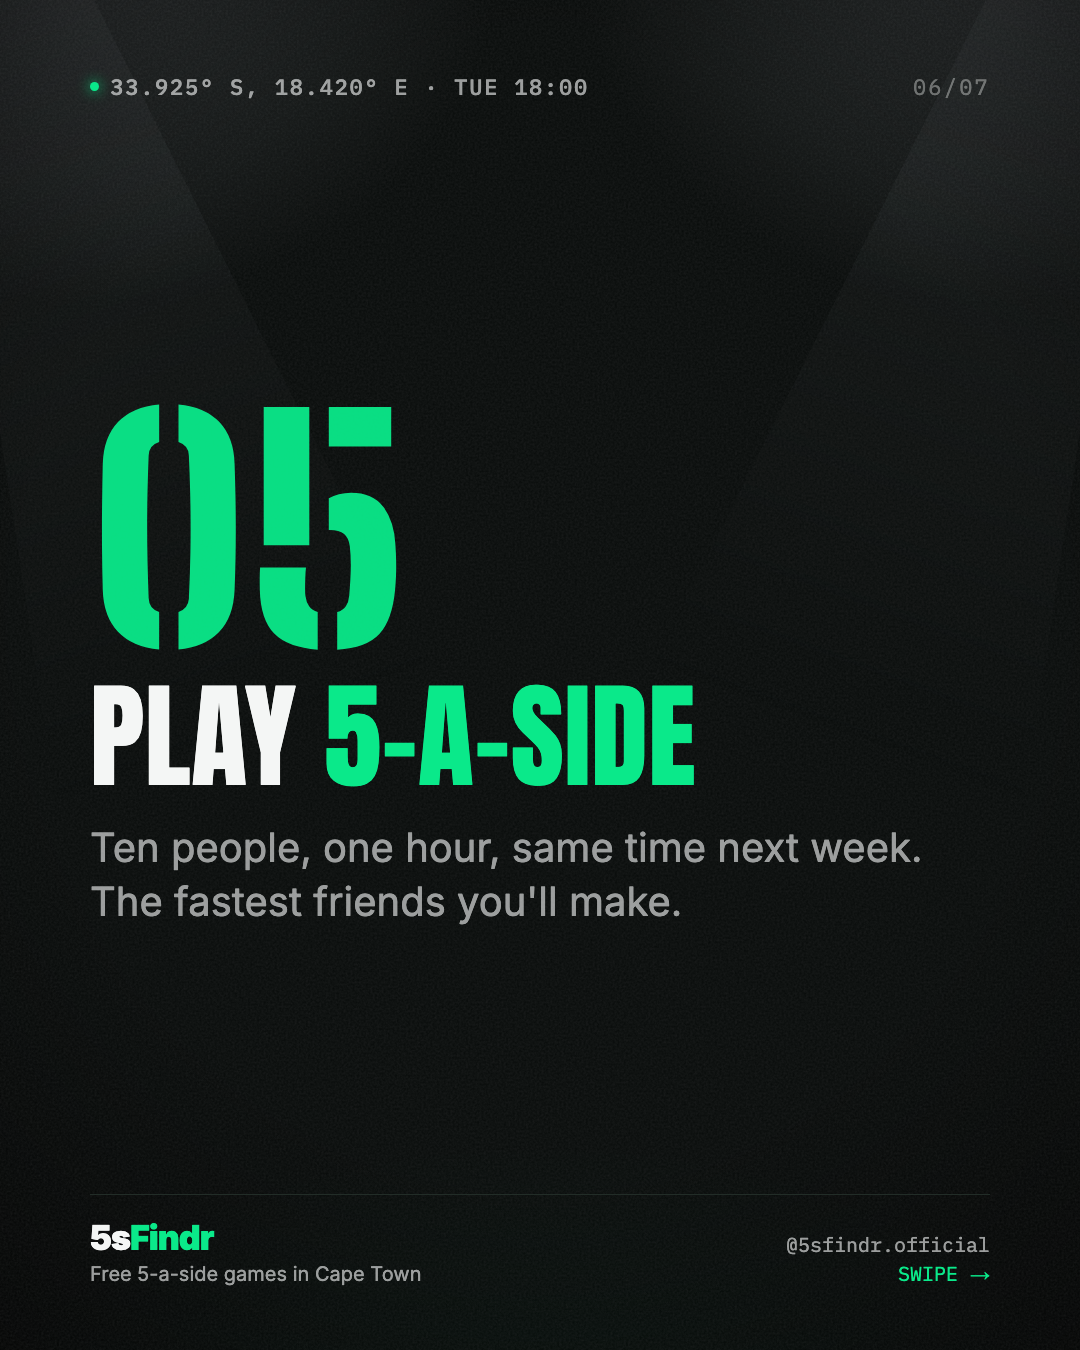 33.925° S, 18.420° E · TUE 18:00
06/07
05
PLAY 5-A-SIDE
Ten people, one hour, same time next week.
The fastest friends you'll make.
5sFindr
Free 5-a-side games in Cape Town
@5sfindr.official
SWIPE →